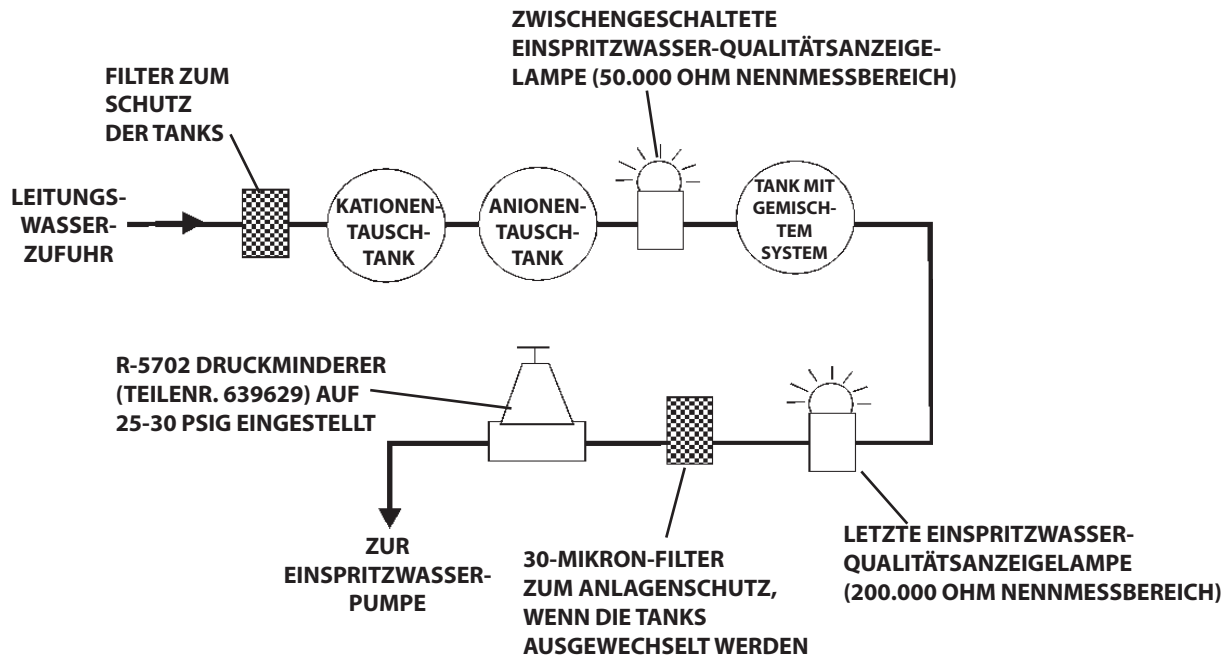 ZWISCHENGESCHALTETE
EINSPRITZWASSER-QUALITÄTSANZEIGE-
LAMPE (50.000 OHM NENNMESSBEREICH)
FILTER ZUM
SCHUTZ
DER TANKS
LEITUNGS-
WASSER-
ZUFUHR
KATIONEN-
TAUSCH-
TANK
ANIONEN-
TAUSCH-
TANK
TANK MIT
GEMISCH-
TEM
SYSTEM
R-5702 DRUCKMINDERER
(TEILENR. 639629) AUF
25-30 PSIG EINGESTELLT
ZUR
EINSPRITZWASSER-
PUMPE
30-MIKRON-FILTER
ZUM ANLAGENSCHUTZ,
WENN DIE TANKS
AUSGEWECHSELT WERDEN
LETZTE EINSPRITZWASSER-
QUALITÄTSANZEIGELAMPE
(200.000 OHM NENNMESSBEREICH)